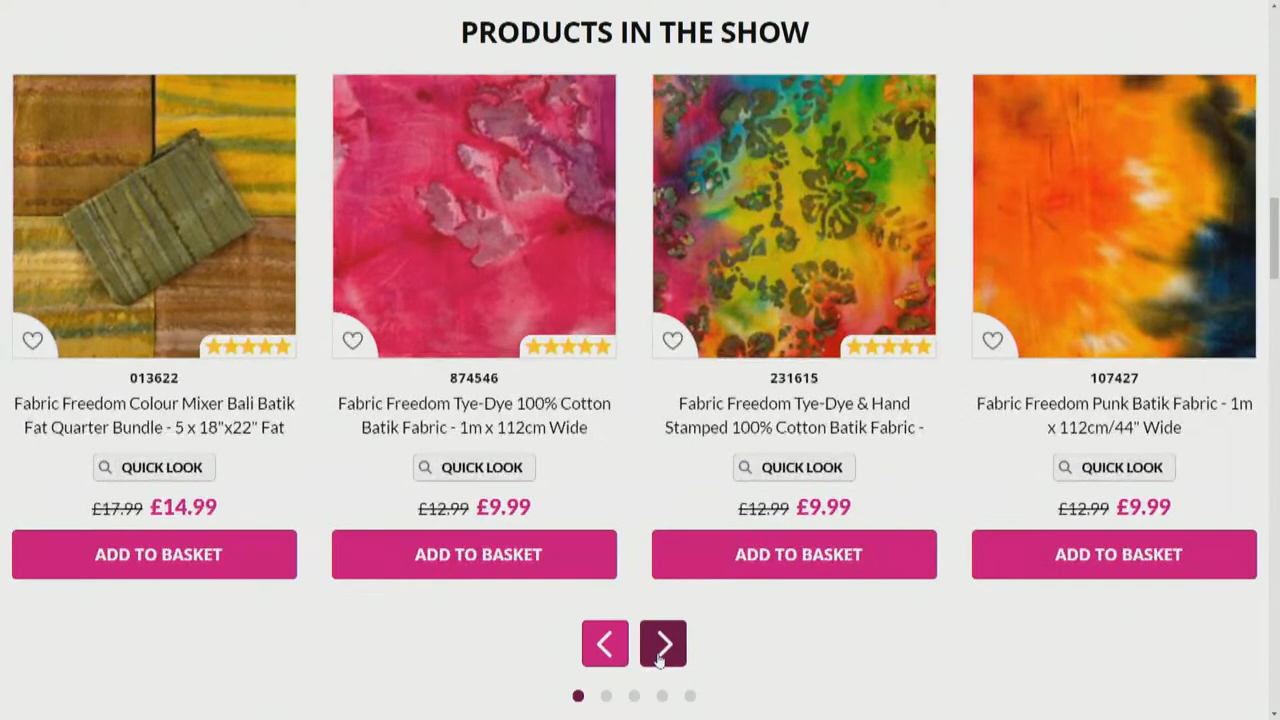 PRODUCTS IN THE SHOW
013622
Fabric Freedom Colour Mixer Bali Batik
Fat Quarter Bundle - 5 x 18"x22" Fat
QUICK LOOK
£17.99 £14.99
ADD TO BASKET
874546
Fabric Freedom Tye-Dye 100% Cotton
Batik Fabric - 1m x 112cm Wide
QUICK LOOK
£12.99 £9.99
ADD TO BASKET
231615
Fabric Freedom Tye-Dye & Hand
Stamped 100% Cotton Batik Fabric -
QUICK LOOK
£12.99 £9.99
ADD TO BASKET
107427
Fabric Freedom Punk Batik Fabric - 1m
x 112cm/44" Wide
QUICK LOOK
£12.99 £9.99
ADD TO BASKET